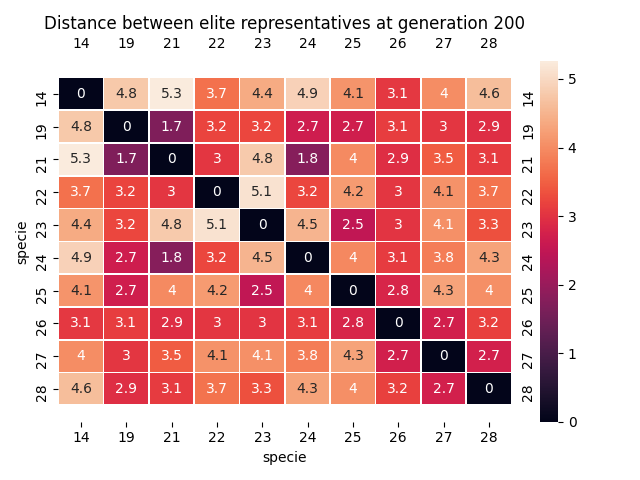 Distance between elite representatives at generation 200
14 19 21 22 23 24 25 26 27 28
14 0 4.8 5.3 3.7 4.4 4.9 4.1 3.1 4 4.6 14
19 4.8 0 1.7 3.2 3.2 2.7 2.7 3.1 3 2.9 19
21 5.3 1.7 0 3 4.8 1.8 4 2.9 3.5 3.1 21
22 3.7 3.2 3 0 5.1 3.2 4.2 3 4.1 3.7 22
23 4.4 3.2 4.8 5.1 0 4.5 2.5 3 4.1 3.3 23
24 4.9 2.7 1.8 3.2 4.5 0 4 3.1 3.8 4.3 24
25 4.1 2.7 4 4.2 2.5 4 0 2.8 4.3 4 25
26 3.1 3.1 2.9 3 3 3.1 2.8 0 2.7 3.2 26
27 4 3 3.5 4.1 4.1 3.8 4.3 2.7 0 2.7 27
28 4.6 2.9 3.1 3.7 3.3 4.3 4 3.2 2.7 0 28
14 19 21 22 23 24 25 26 27 28
specie
specie
5
4
3
2
1
0